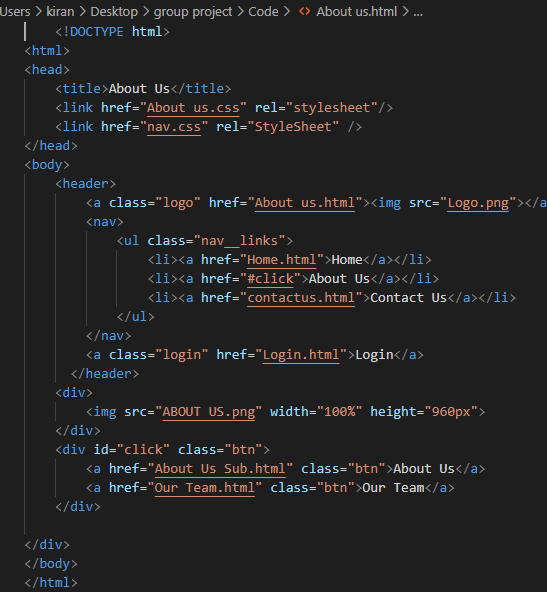 Users > kiran > Desktop > group project > Code > <> About us.html > ...
<!DOCTYPE html>
<html>
<head>
<title>About Us</title>
<link href="About us.css" rel="stylesheet"/>
<link href="nav.css" rel="StyleSheet" />
</head>
<body>
<header>
<a class="logo" href="About us.html"><img src="Logo.png"></a
<nav>
<ul class="nav__links">
<li><a href="Home.html">Home</a></li>
<li><a href="#click">About Us</a></li>
<li><a href="contactus.html">Contact Us</a></li>
</ul>
</nav>
<a class="login" href="Login.html">Login</a>
</header>
<div>
<img src="ABOUT US.png" width="100%" height="960px">
</div>
<div id="click" class="btn">
<a href="About Us Sub.html" class="btn">About Us</a>
<a href="Our Team.html" class="btn">Our Team</a>
</div>
</div>
</body>
</html>